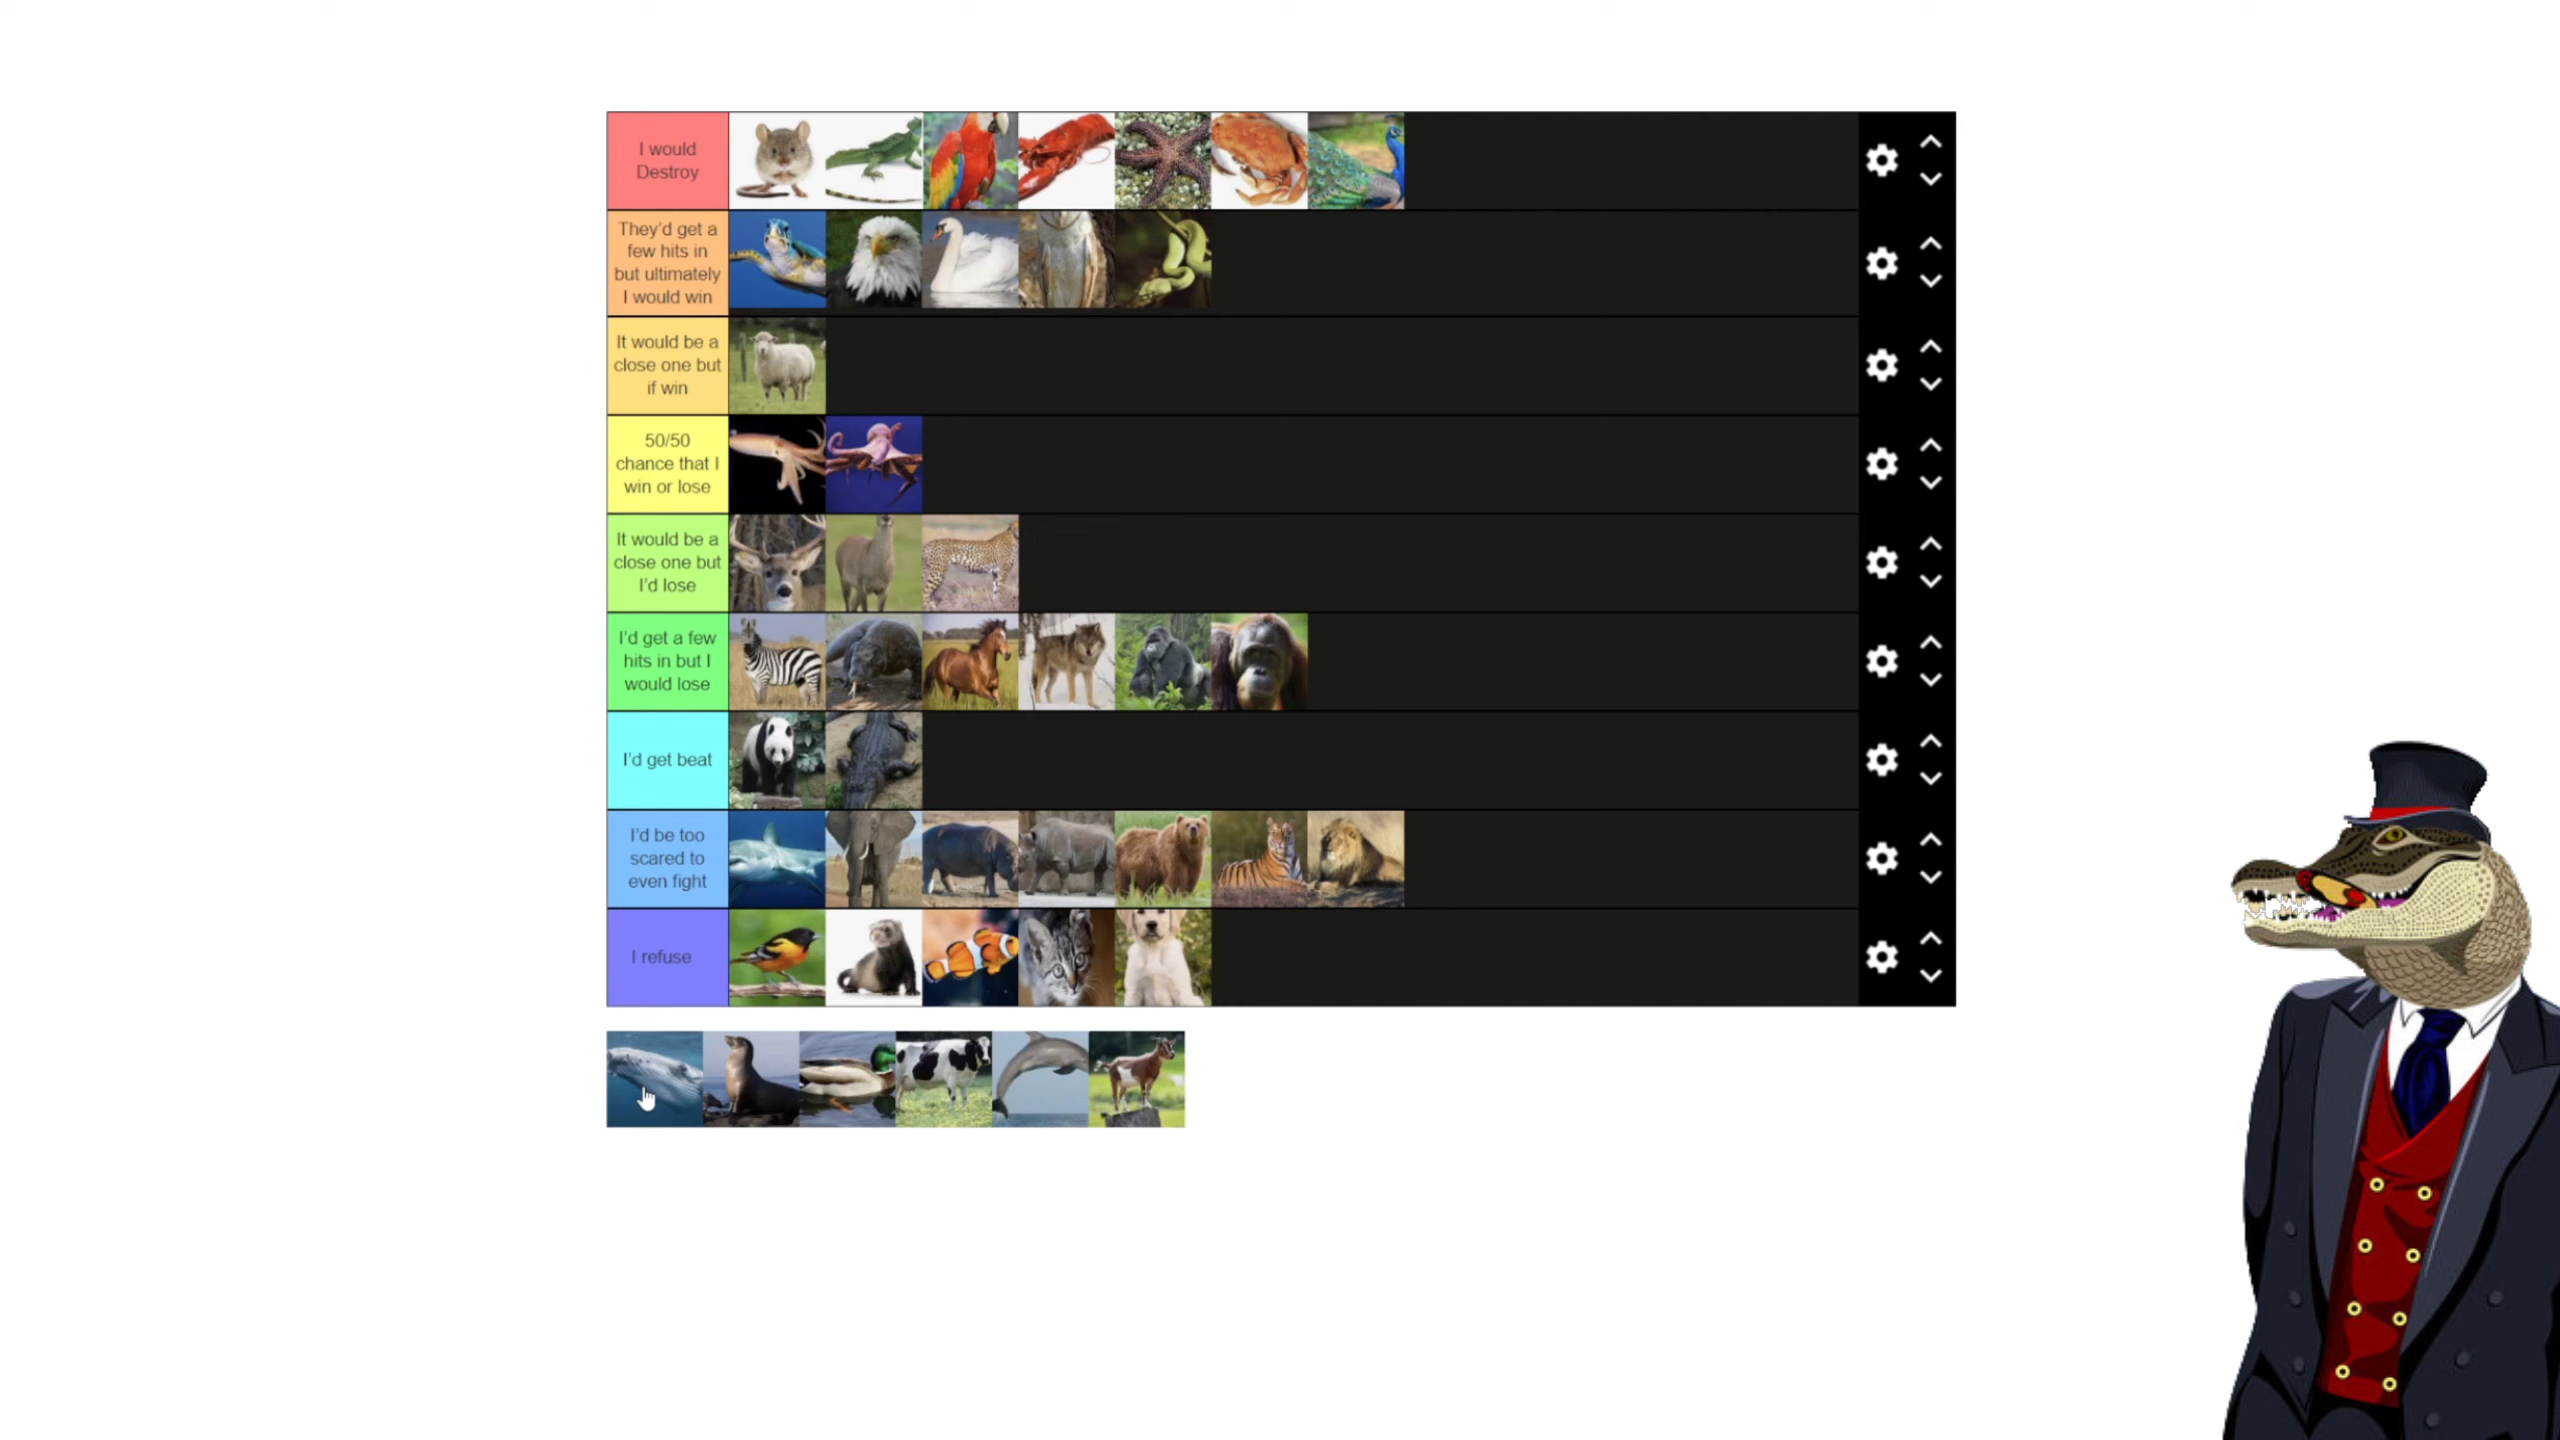 I would
Destroy
They'd get a
few hits in
but ultimately
I would win
It would be a
close one but
if win
50/50
chance that I
win or lose
It would be a
close one but
I'd lose
I'd get a few
hits in but I
would lose
I'd get beat
I'd be too
scared to
even fight
I refuse